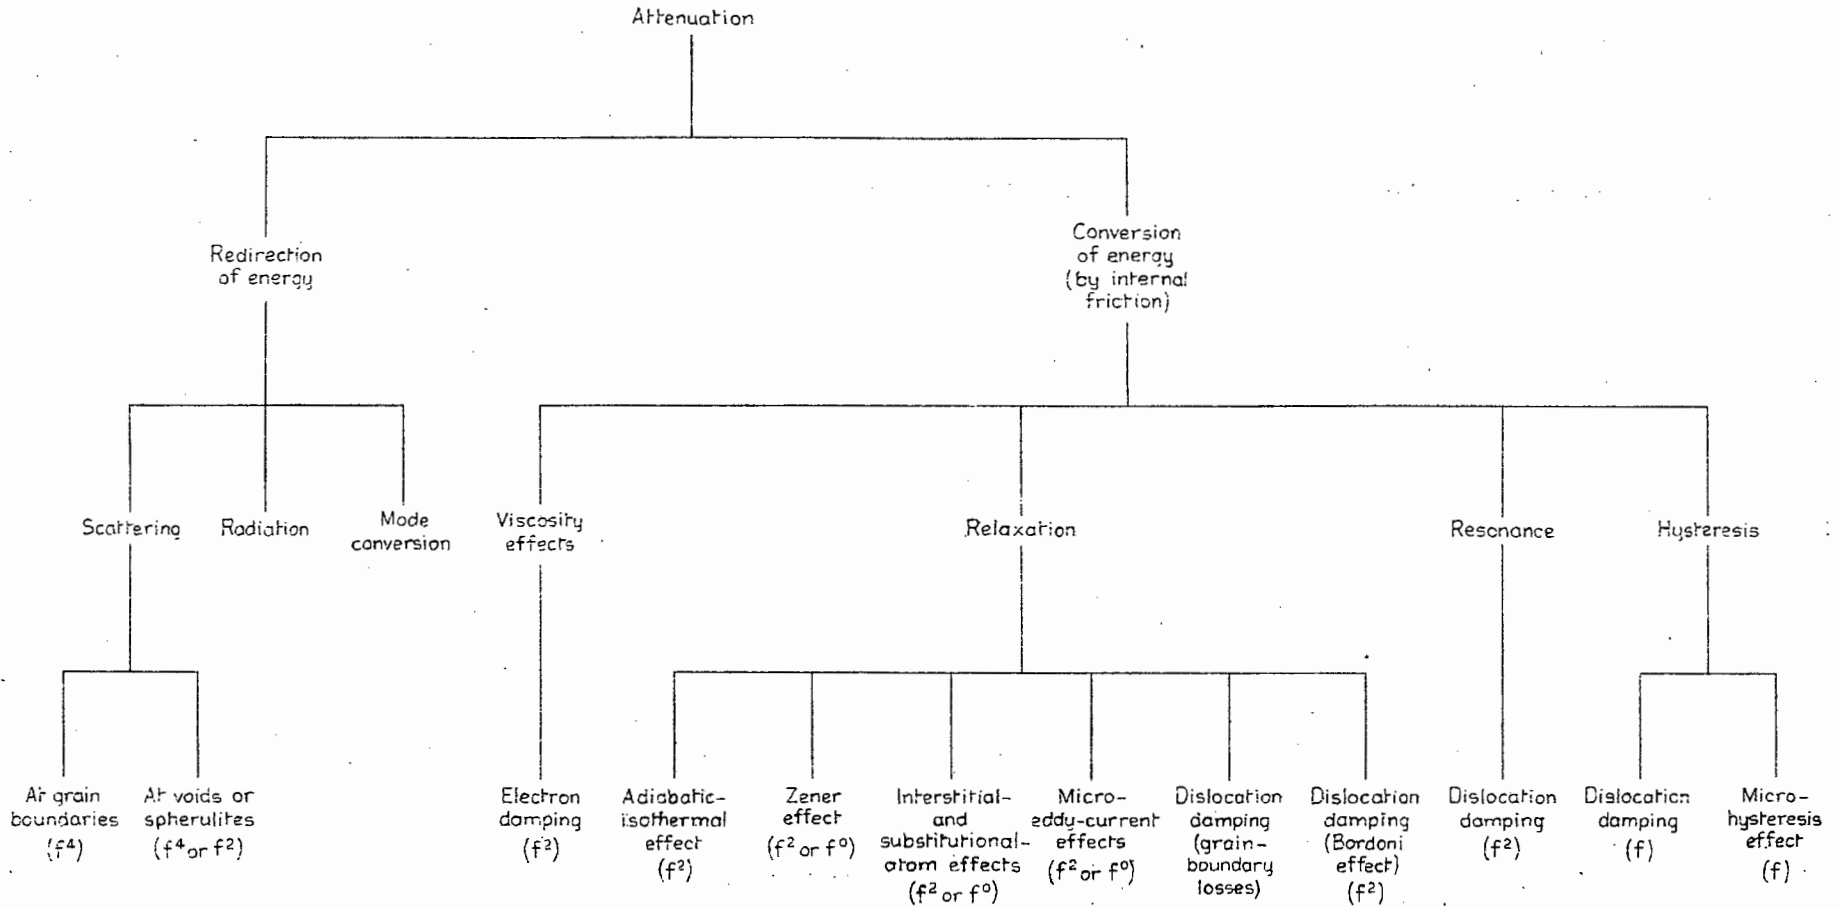 Attenuation
Redirection
of energy
Conversion
of energy
(by internal
friction)
Scattering
Radiation
Mode
conversion
Viscosity
effects
Relaxation
Resonance
Hysteresis
At grain
boundaries
(f⁴)
At voids or
spherulites
(f⁴ or f²)
Electron
damping
(f²)
Adiabatic-
isothermal
effect
(f²)
Zener
effect
(f² or f⁰)
Interstitial-
and
substitutional-
atom effects
(f² or f⁰)
Micro-
eddy-current
effects
(f² or f⁰)
Dislocation
damping
(grain-
boundary
losses)
Dislocation
damping
(Bordoni
effect)
(f²)
Dislocation
damping
(f²)
Dislocation
damping
(f)
Micro-
hysteresis
effect
(f)